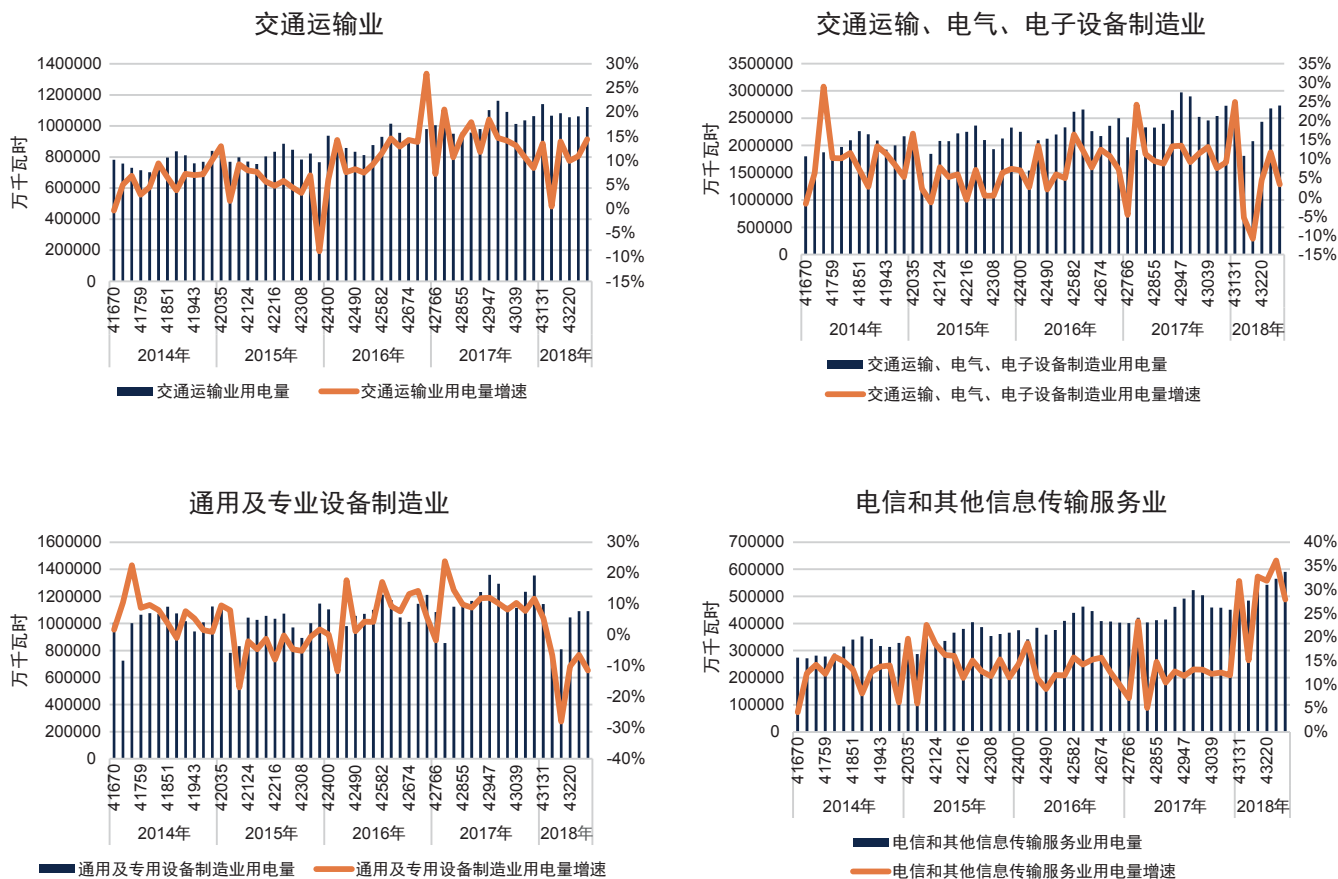 交通运输业
1400000 30%
1200000 25%
1000000 20%
800000 15%
600000 10%
400000 5%
200000 0%
0 -5%
-10%
-15%
万千瓦时
41670 41759 41851 41943 42035 42124 42216 42308 42400 42490 42582 42674 42766 42855 42947 43039 43131 43220
2014年 2015年 2016年 2017年 2018年
交通运输业用电量 交通运输业用电量增速
交通运输、电气、电子设备制造业
3500000 35%
3000000 30%
2500000 25%
2000000 20%
1500000 15%
1000000 10%
500000 5%
0 0%
-5%
-10%
-15%
万千瓦时
41670 41759 41851 41943 42035 42124 42216 42308 42400 42490 42582 42674 42766 42855 42947 43039 43131 43220
2014年 2015年 2016年 2017年 2018年
交通运输、电气、电子设备制造业用电量
交通运输、电气、电子设备制造业用电量增速
通用及专业设备制造业
1600000 30%
1400000 20%
1200000 10%
1000000 0%
800000 -10%
600000 -20%
400000 -30%
200000 -40%
0
万千瓦时
41670 41759 41851 41943 42035 42124 42216 42308 42400 42490 42582 42674 42766 42855 42947 43039 43131 43220
2014年 2015年 2016年 2017年 2018年
通用及专用设备制造业用电量 通用及专用设备制造业用电量增速
电信和其他信息传输服务业
700000 40%
600000 35%
500000 30%
400000 25%
300000 20%
200000 15%
100000 10%
0 5%
0%
万千瓦时
41670 41759 41851 41943 42035 42124 42216 42308 42400 42490 42582 42674 42766 42855 42947 43039 43131 43220
2014年 2015年 2016年 2017年 2018年
电信和其他信息传输服务业用电量
电信和其他信息传输服务业用电量增速